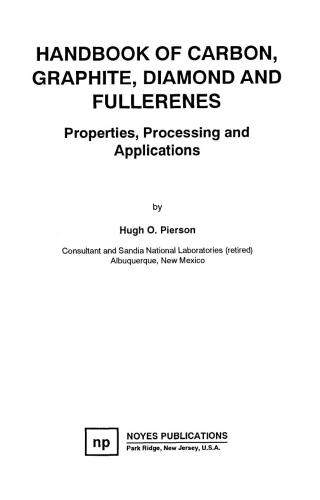 HANDBOOK OF CARBON,
GRAPHITE, DIAMOND AND
FULLERENES
Properties, Processing and
Applications
by
Hugh O. Pierson
Consultant and Sandia National Laboratories (retired)
Albuquerque, New Mexico
np
NOYES PUBLICATIONS
Park Ridge, New Jersey, U.S.A.